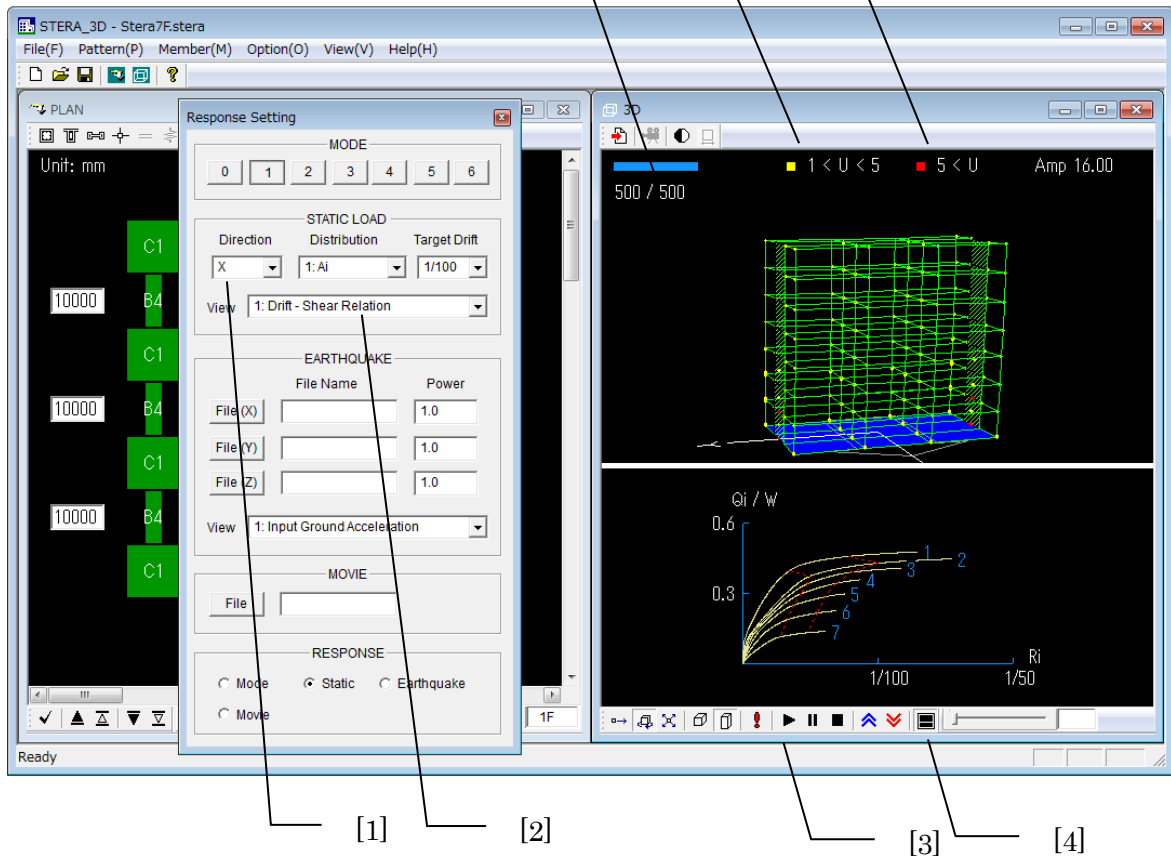 STERA_3D - Stera7F.stera
File(F) Pattern(P) Member(M) Option(O) View(V) Help(H)
PLAN
Unit: mm
C1
10000 B4
C1
10000 B4
C1
10000 B4
C1
1F
Response Setting
MODE
0 1 2 3 4 5 6
STATIC LOAD
Direction Distribution Target Drift
X 1: Ai 1/100
View 1: Drift - Shear Relation
EARTHQUAKE
File Name Power
File (X) 1.0
File (Y) 1.0
File (Z) 1.0
View 1: Input Ground Acceleration
MOVIE
File
RESPONSE
Mode Static Earthquake
Movie
3D
1 < U < 5 5 < U Amp 16.00
500 / 500
Qi / W
0.6
0.3
1
2
3
4
5
6
7
Ri
1/100 1/50
Ready
[1] [2] [3] [4]